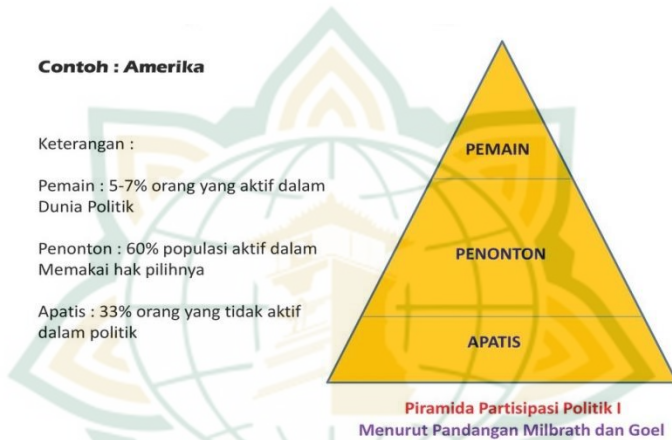 Contoh : Amerika
Keterangan :
Pemain : 5-7% orang yang aktif dalam
Dunia Politik
Penonton : 60% populasi aktif dalam
Memakai hak pilihnya
Apatis : 33% orang yang tidak aktif
dalam politik
PEMAIN
PENONTON
APATIS
Piramida Partisipasi Politik I
Menurut Pandangan Milbrath dan Goel